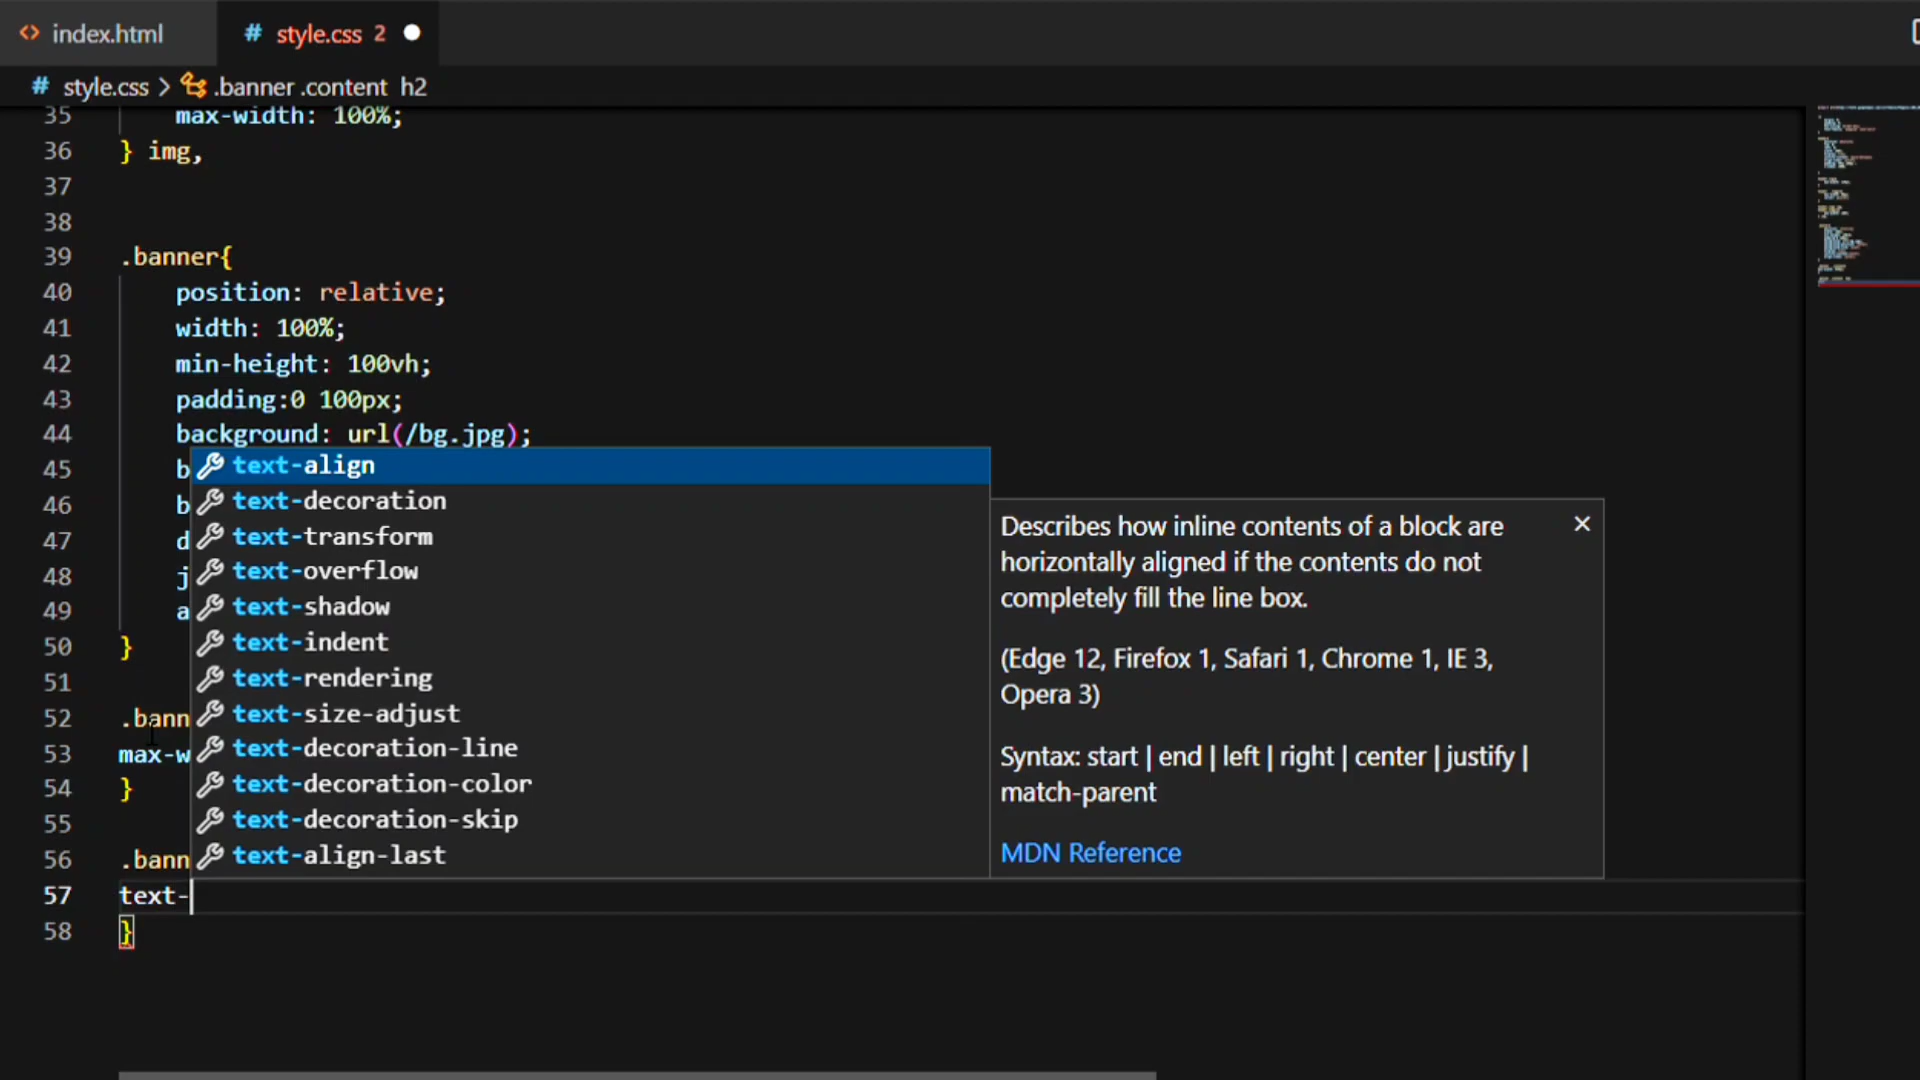 index.html
# style.css 2
# style.css > .banner .content h2
35 max-width: 100%;
36 } img,
37
38
39 .banner{
40 position: relative;
41 width: 100%;
42 min-height: 100vh;
43 padding:0 100px;
44 background: url(/bg.jpg);
45 b
46 b
47 d
48 j
49 a
50 }
51
52 .bann
53 max-w
54 }
55
56 .bann
57 text-
58 }
text-align
text-decoration
text-transform
text-overflow
text-shadow
text-indent
text-rendering
text-size-adjust
text-decoration-line
text-decoration-color
text-decoration-skip
text-align-last
Describes how inline contents of a block are
horizontally aligned if the contents do not
completely fill the line box.
(Edge 12, Firefox 1, Safari 1, Chrome 1, IE 3,
Opera 3)
Syntax: start | end | left | right | center | justify |
match-parent
MDN Reference